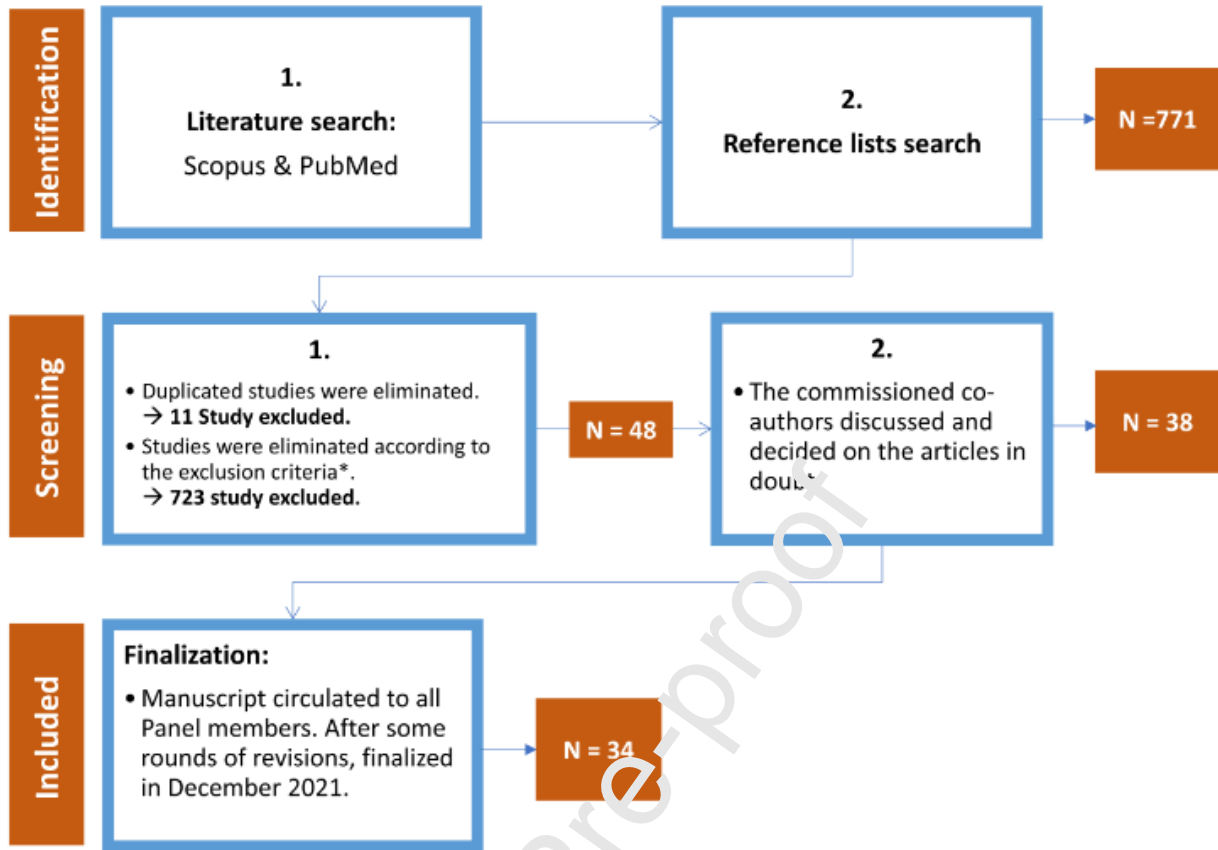 Identification
1.
Literature search:
Scopus & PubMed
2.
Reference lists search
N =771
Screening
1.
• Duplicated studies were eliminated.
→ 11 Study excluded.
• Studies were eliminated according to
the exclusion criteria*.
→ 723 study excluded.
N = 48
2.
• The commissioned co-
authors discussed and
decided on the articles in
doubt
N = 38
Included
Finalization:
• Manuscript circulated to all
Panel members. After some
rounds of revisions, finalized
in December 2021.
N = 34
Pre-proof